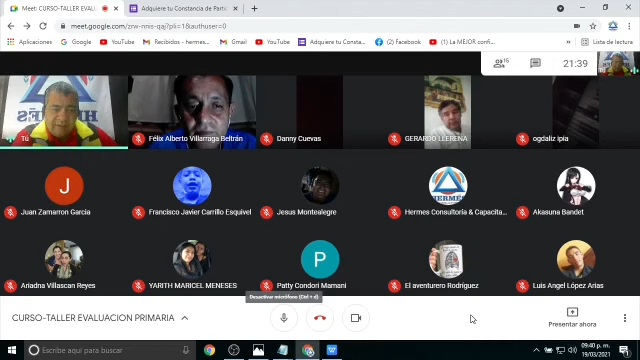 Meet: CURSO-TALLER EVALUA
Adquiere tu Constancia de Partic
meet.google.com/zrw-nnis-qaj?pli=1&authuser=0
Aplicaciones
Google
YouTube
Recibidos - hermesc
Gmail
YouTube
Adquiere tu Consta
(2) Facebook
(1) La MEJOR confi
Lista de lectura
15
21:39
Tú
Félix Alberto Villarraga Beltrán
Danny Cuevas
GERARDO LLERENA
ogdaliz ipia
J
Juan Zamarron Garcia
Francisco Javier Carrillo Esquivel
Jesus Montealegre
Hermes Consultoría & Capacita...
Akasuna Bandet
Ariadna Villascan Reyes
YARITH MARICEL MENESES
P
Patty Condori Mamani
El aventurero Rodríguez
Luis Angel López Arias
Desactivar micrófono (Ctrl + d)
CURSO-TALLER EVALUACION PRIMARIA
Presentar ahora
Escribe aquí para buscar
09:40 p. m.
19/03/2021